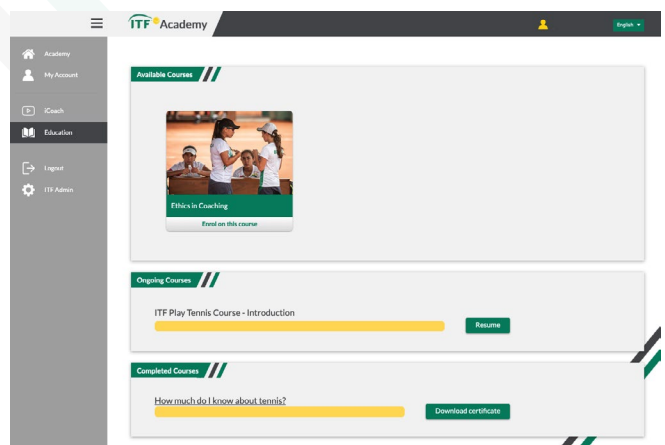 ITF Academy
English
Academy
My Account
iCoach
Education
Logout
ITF Admin
Available Courses
Ethics in Coaching
Enrol on this course
Ongoing Courses
ITF Play Tennis Course - Introduction
Resume
Completed Courses
How much do I know about tennis?
Download certificate